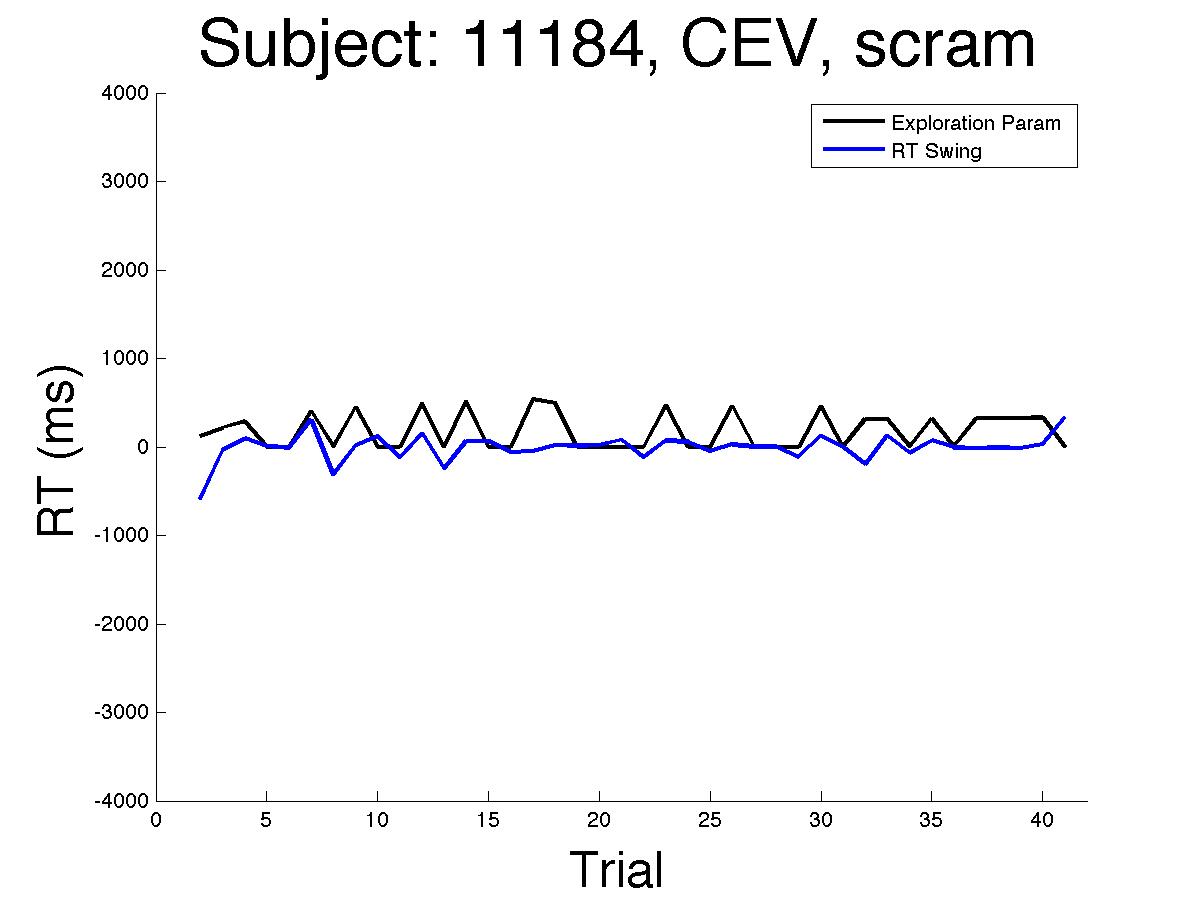 Subject: 11184, CEV, scram
4000
3000
2000
1000
0
-1000
-2000
-3000
-4000
RT (ms)
Exploration Param
RT Swing
0 5 10 15 20 25 30 35 40
Trial